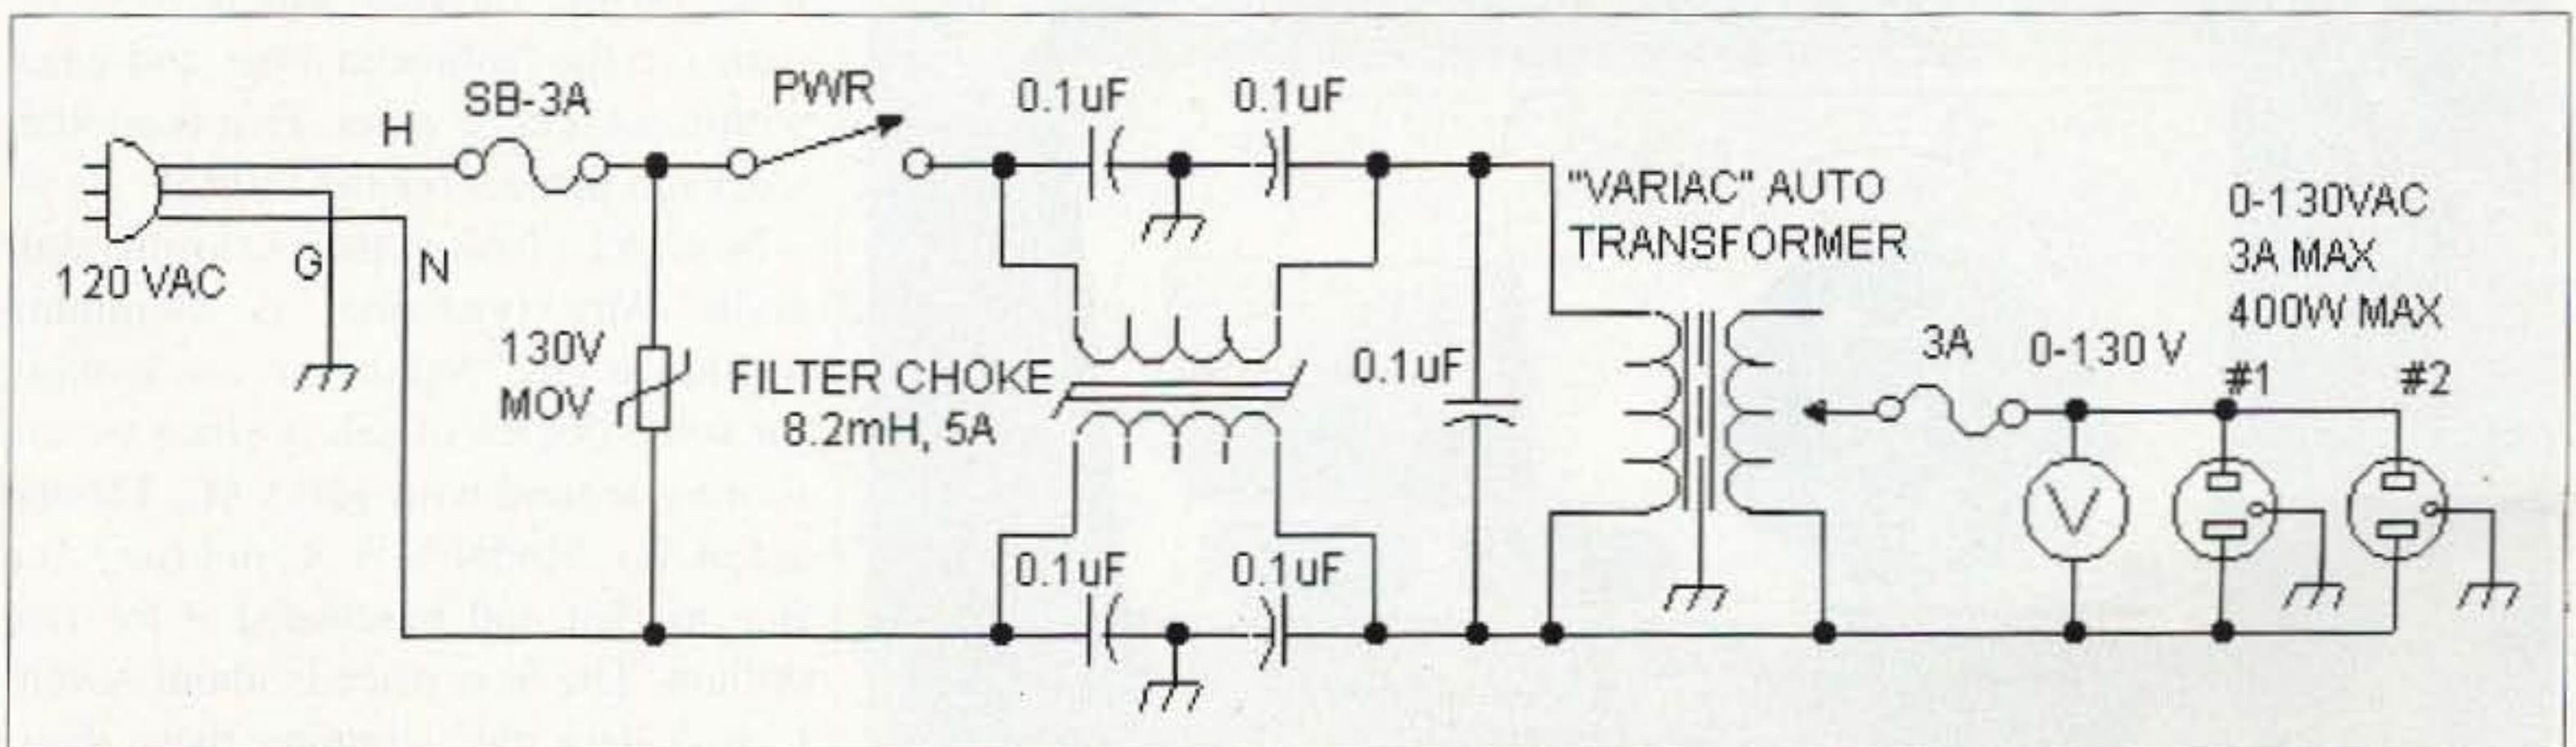 H
SB-3A
PWR
0.1uF
0.1uF
120 VAC
G
N
130V
MOV
FILTER CHOKE
8.2mH, 5A
0.1uF
0.1uF
0.1uF
"VARIAC" AUTO
TRANSFORMER
3A
0-130 V
V
0-130VAC
3A MAX
400W MAX
#1
#2